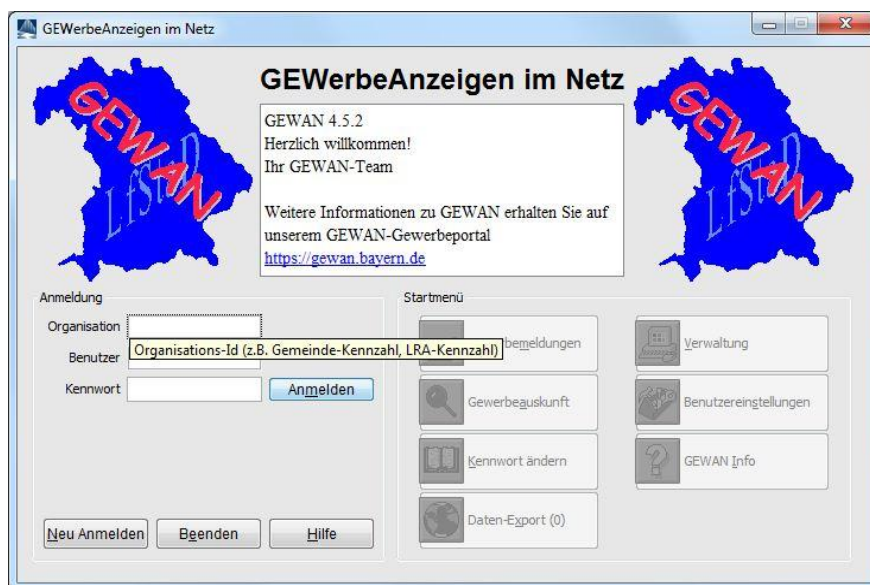 GEWerbeAnzeigen im Netz
GEWAN
LfStaD
GEWerbeAnzeigen im Netz
GEWAN 4.5.2
Herzlich willkommen!
Ihr GEWAN-Team
Weitere Informationen zu GEWAN erhalten Sie auf
unserem GEWAN-Gewerbeportal
https://gewan.bayern.de
GEWAN
LfStaD
Anmeldung
Organisation
Organisations-Id (z.B. Gemeinde-Kennzahl, LRA-Kennzahl)
Benutzer
Kennwort
Anmelden
Neu Anmelden
Beenden
Hilfe
Startmenü
bemeldungen
Verwaltung
Gewerbeauskunft
Benutzereinstellungen
Kennwort ändern
GEWAN Info
Daten-Export (0)